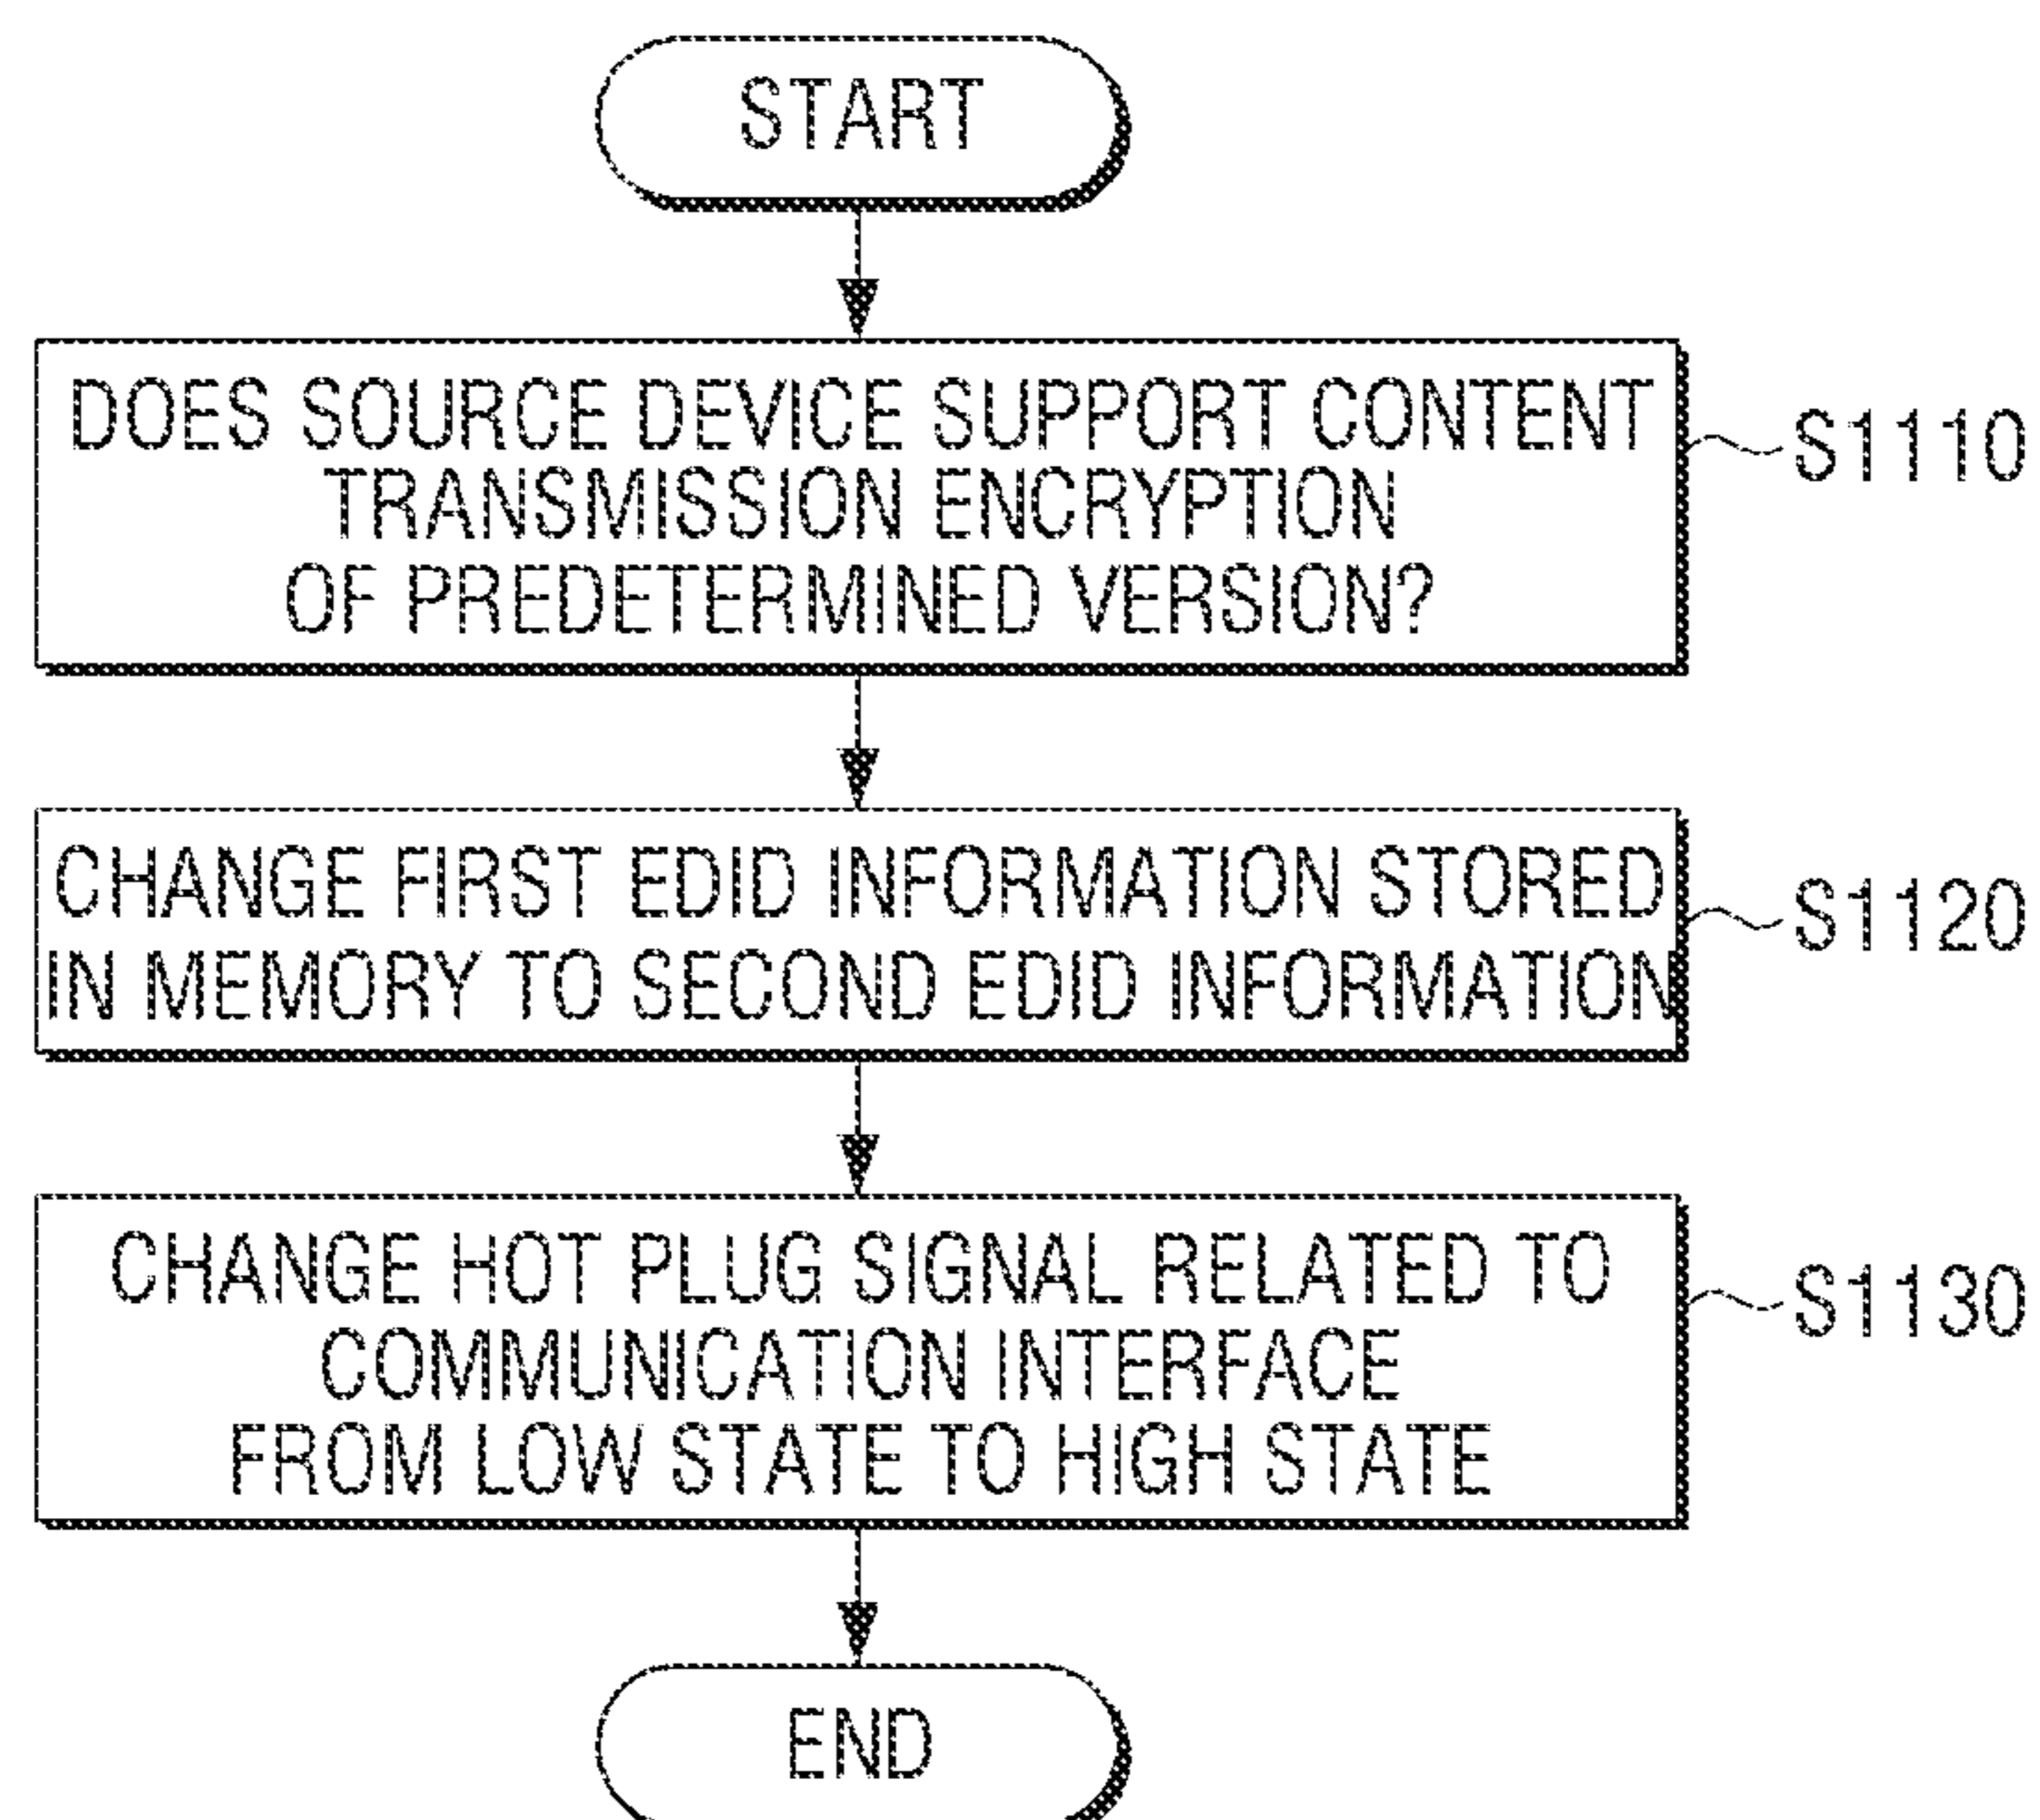 START
DOES SOURCE DEVICE SUPPORT CONTENT
TRANSMISSION ENCRYPTION
OF PREDETERMINED VERSION?
S1110
CHANGE FIRST EDID INFORMATION STORED
IN MEMORY TO SECOND EDID INFORMATION
S1120
CHANGE HOT PLUG SIGNAL RELATED TO
COMMUNICATION INTERFACE
FROM LOW STATE TO HIGH STATE
S1130
END